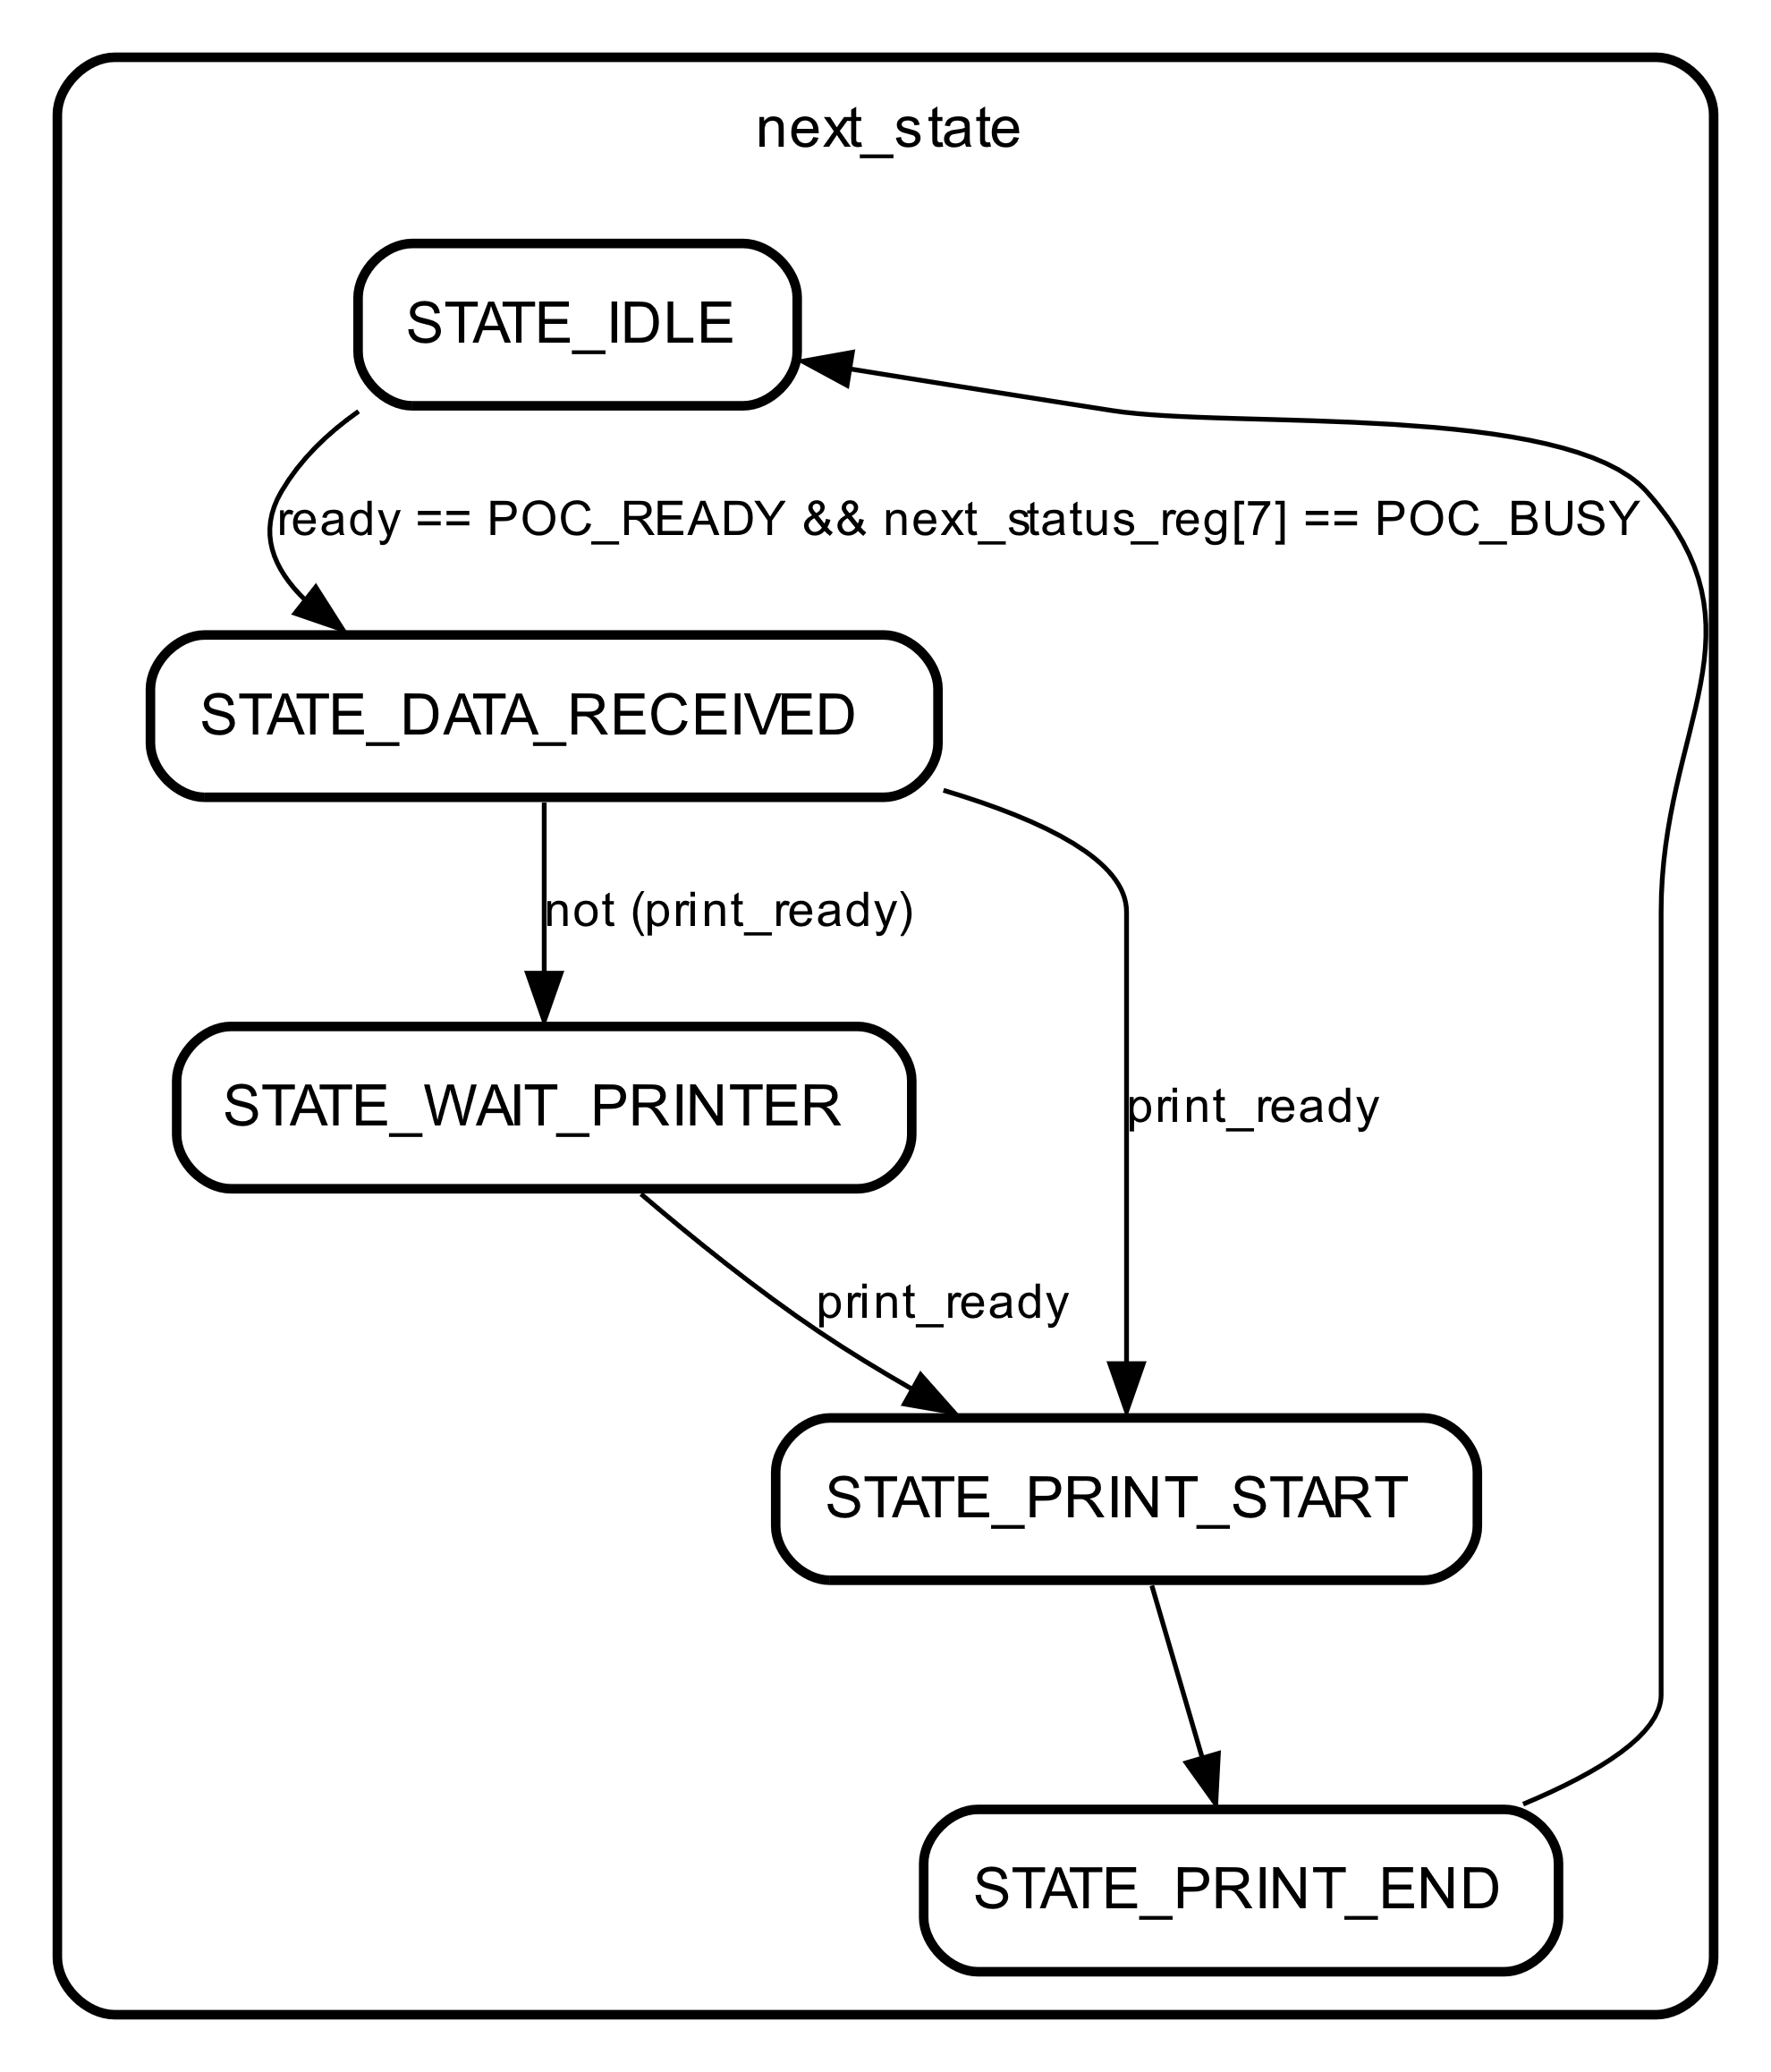 next_state
STATE_IDLE
ready == POC_READY && next_status_reg[7] == POC_BUSY
STATE_DATA_RECEIVED
not (print_ready)
STATE_WAIT_PRINTER
print_ready
print_ready
STATE_PRINT_START
STATE_PRINT_END